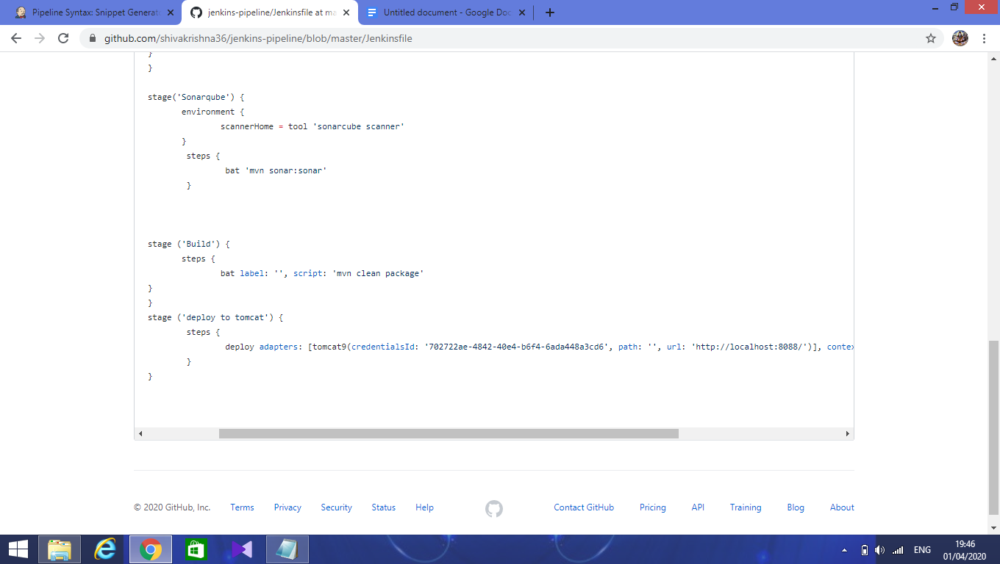 Pipeline Syntax: Snippet Generat
jenkins-pipeline/Jenkinsfile at ma
Untitled document - Google Doc
github.com/shivakrishna36/jenkins-pipeline/blob/master/Jenkinsfile
}
}
stage('Sonarqube') {
environment {
scannerHome = tool 'sonarcube scanner'
}
steps {
bat 'mvn sonar:sonar'
}
stage ('Build') {
steps {
bat label: '', script: 'mvn clean package'
}
}
stage ('deploy to tomcat') {
steps {
deploy adapters: [tomcat9(credentialsId: '702722ae-4842-40e4-b6f4-6ada448a3cd6', path: '', url: 'http://localhost:8088/')], contex
}
}
© 2020 GitHub, Inc. Terms Privacy Security Status Help Contact GitHub Pricing API Training Blog About
ENG
19:46
01/04/2020